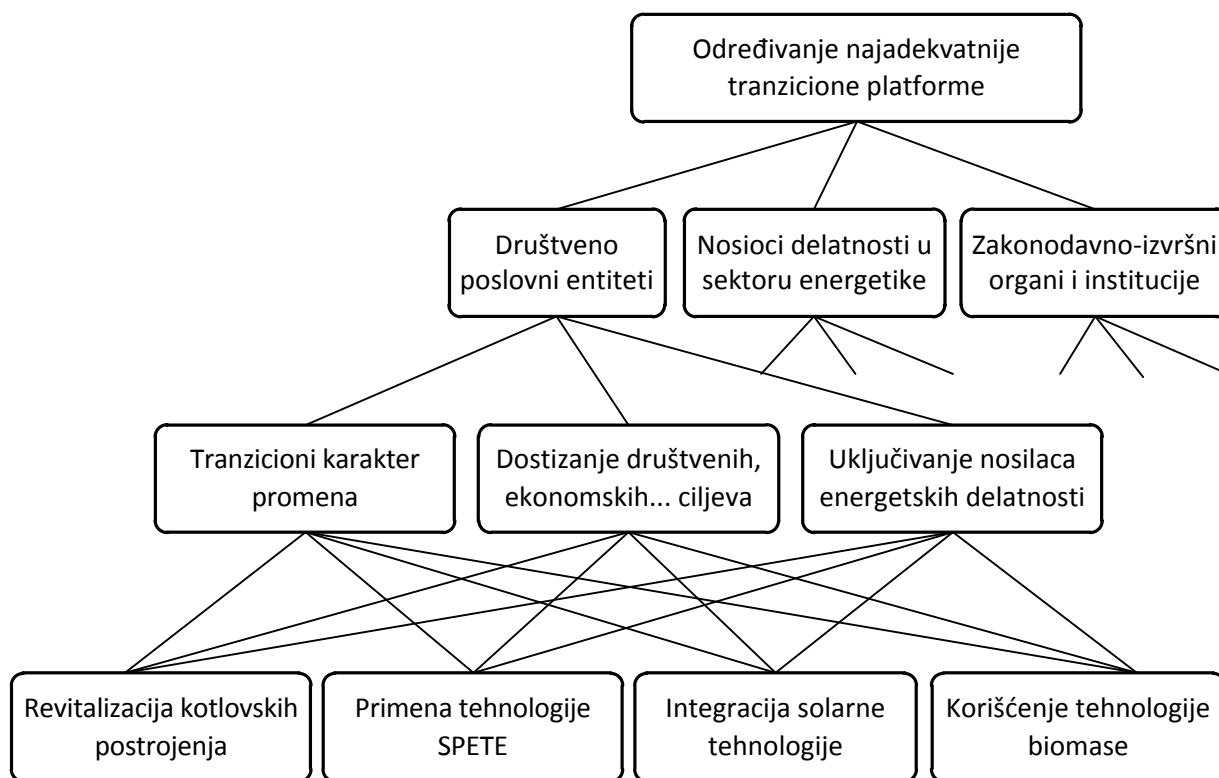 Određivanje najadekvatnije
tranzicione platforme
Društveno
poslovni entiteti
Nosioci delatnosti u
sektoru energetike
Zakonodavno-izvršni
organi i institucije
Tranzicioni karakter
promena
Dostizanje društvenih,
ekonomskih... ciljeva
Uključivanje nosilaca
energetskih delatnosti
Revitalizacija kotlovskih
postrojenja
Primena tehnologije
SPETE
Integracija solarne
tehnologije
Korišćenje tehnologije
biomase